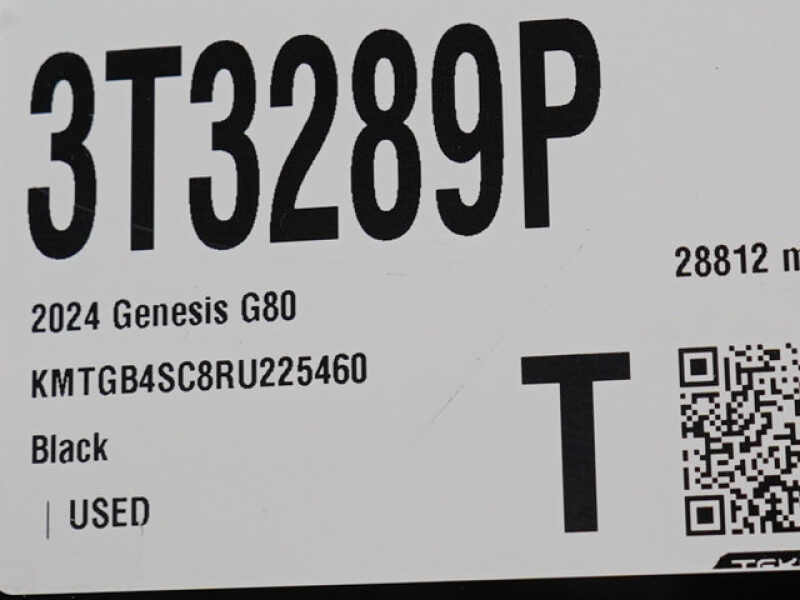 3T3289P
28812 m
2024 Genesis G80
KMTGB4SC8RU225460
T
Black
| USED